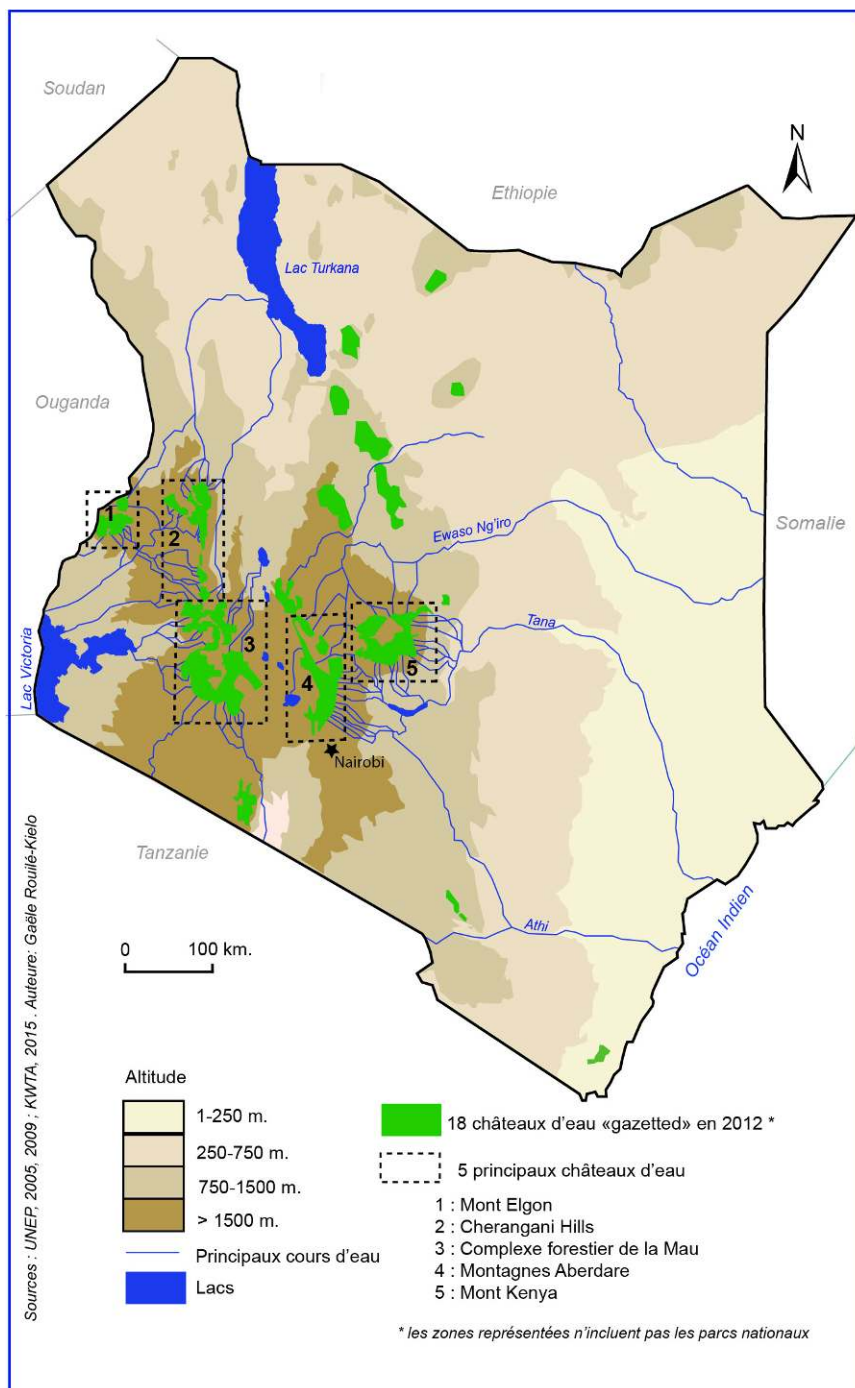 Soudan
N
Ethiopie
Lac Turkana
Ouganda
1
2
Ewaso Ng'iro
Somalie
Lac Victoria
3
4
5
Tana
Nairobi
Tanzanie
Athi
Océan Indien
0 100 km.
Altitude
1-250 m.
250-750 m.
750-1500 m.
> 1500 m.
Principaux cours d'eau
Lacs
18 châteaux d'eau «gazetted» en 2012 *
5 principaux châteaux d'eau
1 : Mont Elgon
2 : Cherangani Hills
3 : Complexe forestier de la Mau
4 : Montagnes Aberdare
5 : Mont Kenya
* les zones représentées n'incluent pas les parcs nationaux
Sources : UNEP, 2005, 2009 ; KWTA, 2015 . Auteure: Gaële Rouilé-Kielo